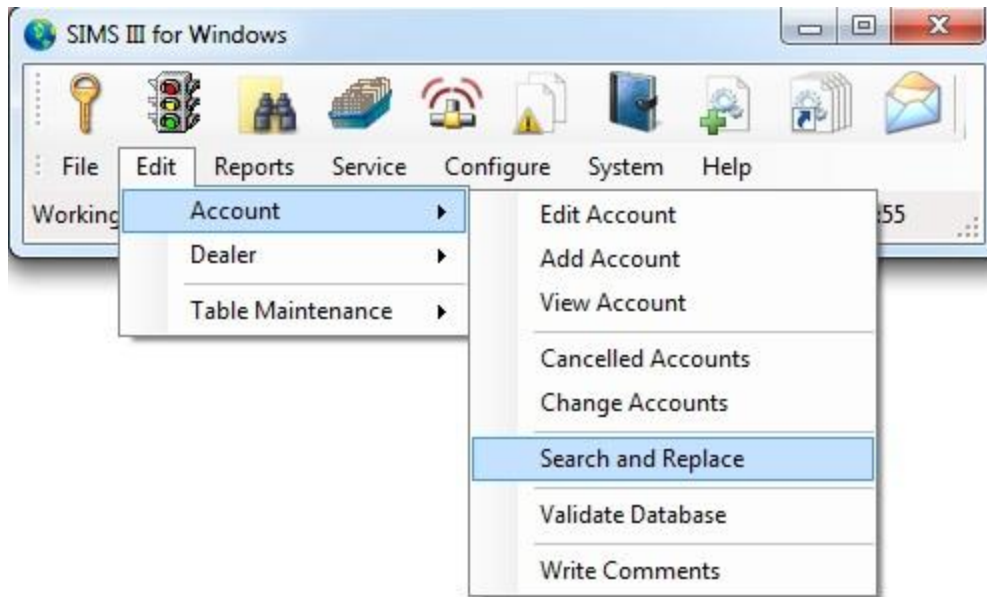 SIMS III for Windows
File Edit Reports Service Configure System Help
Working :55
Account
Dealer
Table Maintenance
Edit Account
Add Account
View Account
Cancelled Accounts
Change Accounts
Search and Replace
Validate Database
Write Comments